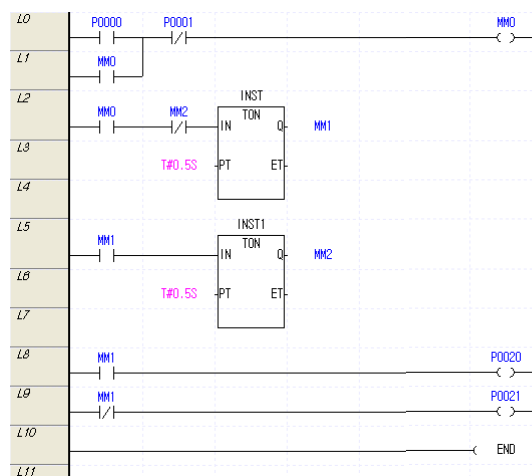 L0 P0000 P0001 MM0
L1 MM0
L2 INST
MM0 MM2 TON
IN Q MM1
L3 T#0.5S PT ET
L4
L5 INST1
MM1 TON
IN Q MM2
L6 T#0.5S PT ET
L7
L8 MM1 P0020
L9 MM1 P0021
L10 END
L11